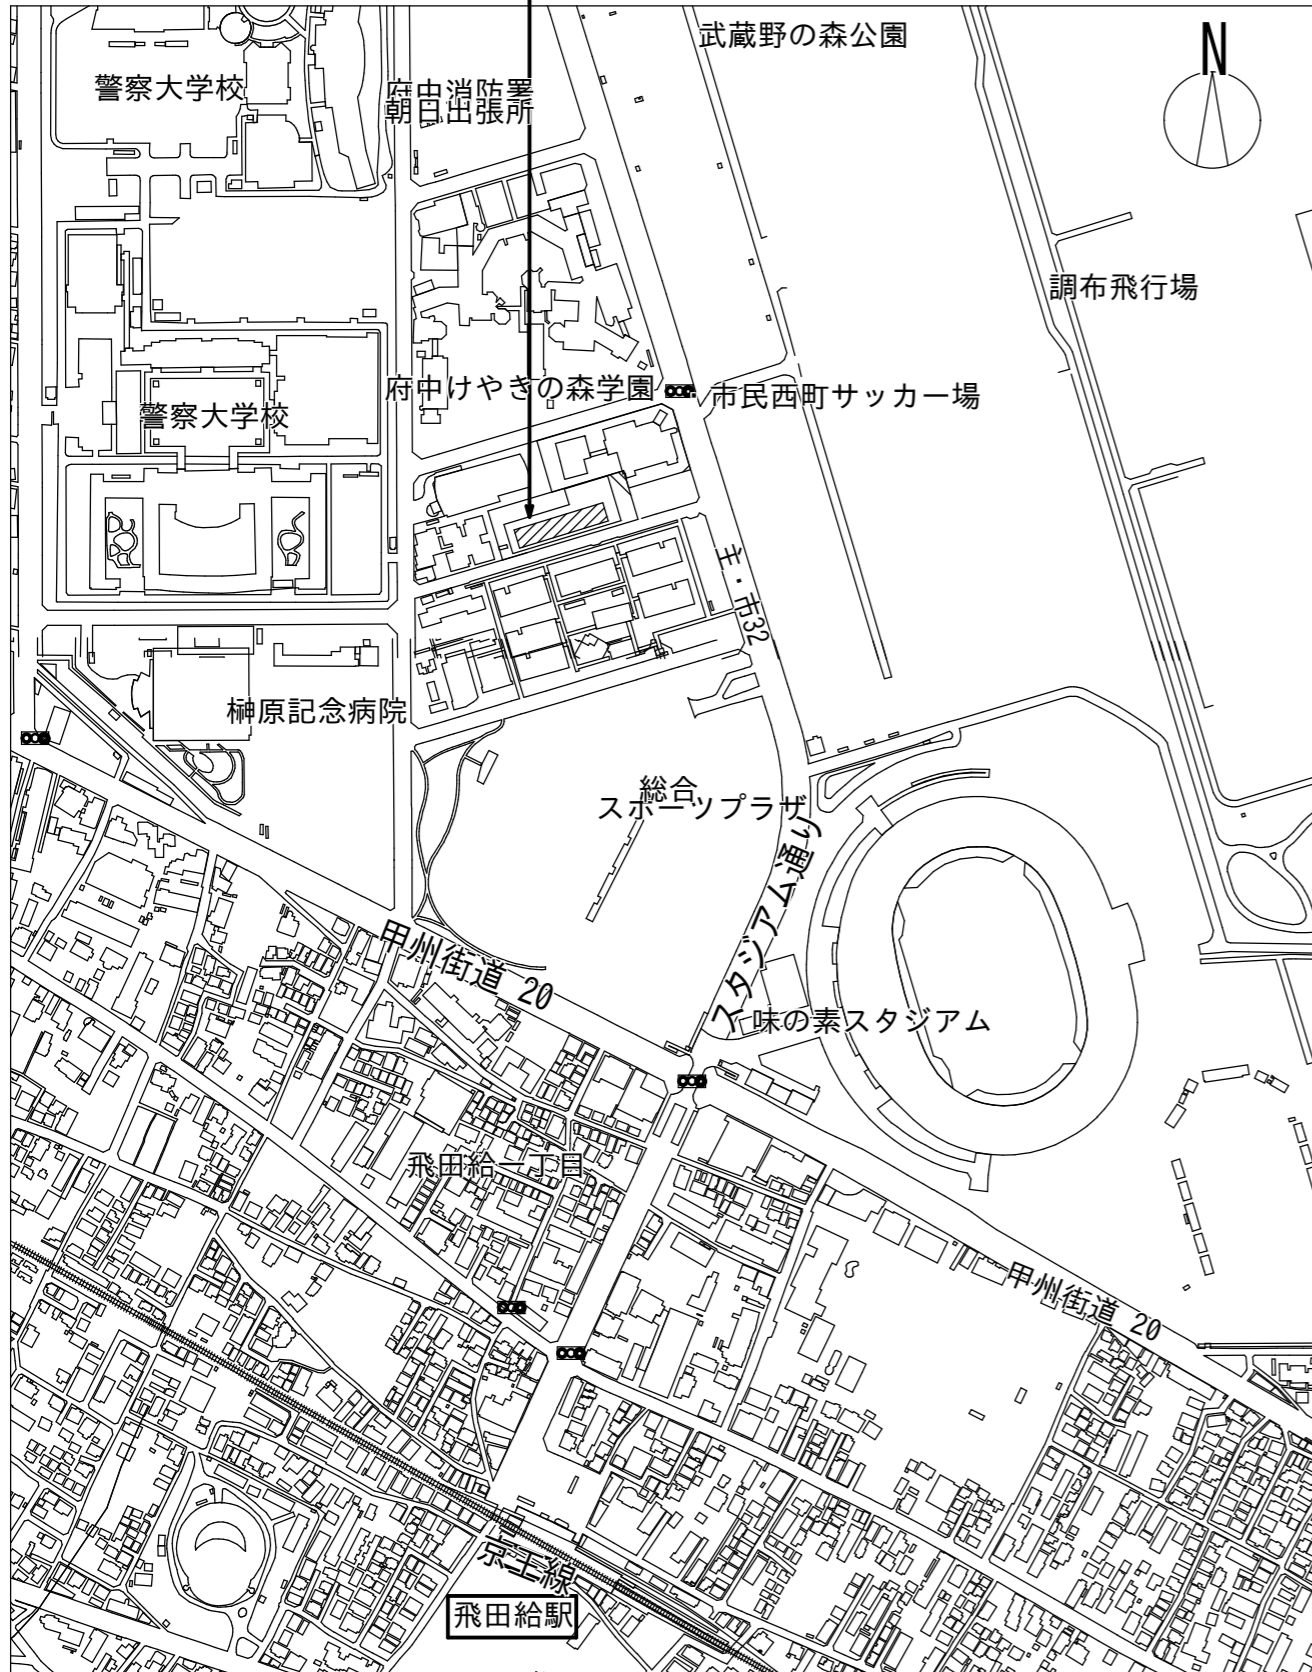 武蔵野の森公園
N
警察大学校
府中消防署
朝日出張所
調布飛行場
府中けやきの森学園
市民西町サッカー場
警察大学校
主・市32
榊原記念病院
総合
スポーツプラザ
スタジアム通り
甲州街道 20
味の素スタジアム
飛田給一丁目
甲州街道 20
京王線
飛田給駅